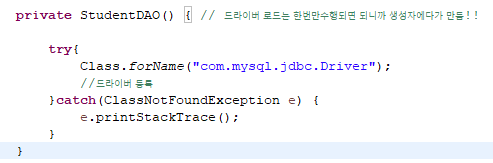 private StudentDAO() { // 드라이버 로드는 한번만수행되면 되니까 생성자에다가 만듦!!
try{
Class.forName("com.mysql.jdbc.Driver");
//드라이버 등록
}catch(ClassNotFoundException e) {
e.printStackTrace();
}
}